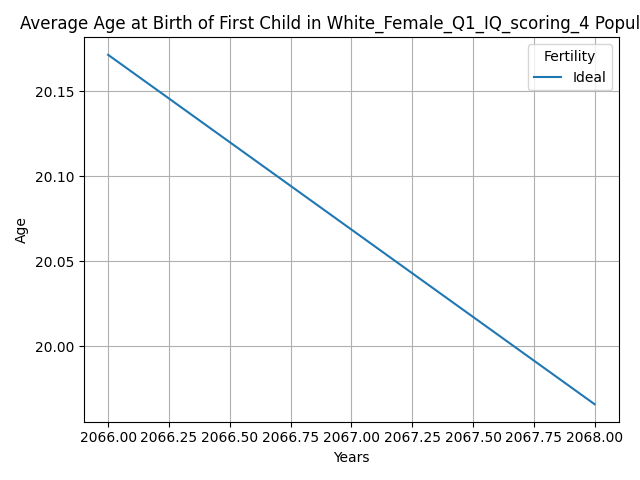 Average Age at Birth of First Child in White_Female_Q1_IQ_scoring_4 Popul
Fertility
Ideal
20.15
20.10
20.05
20.00
Age
2066.00 2066.25 2066.50 2066.75 2067.00 2067.25 2067.50 2067.75 2068.00
Years